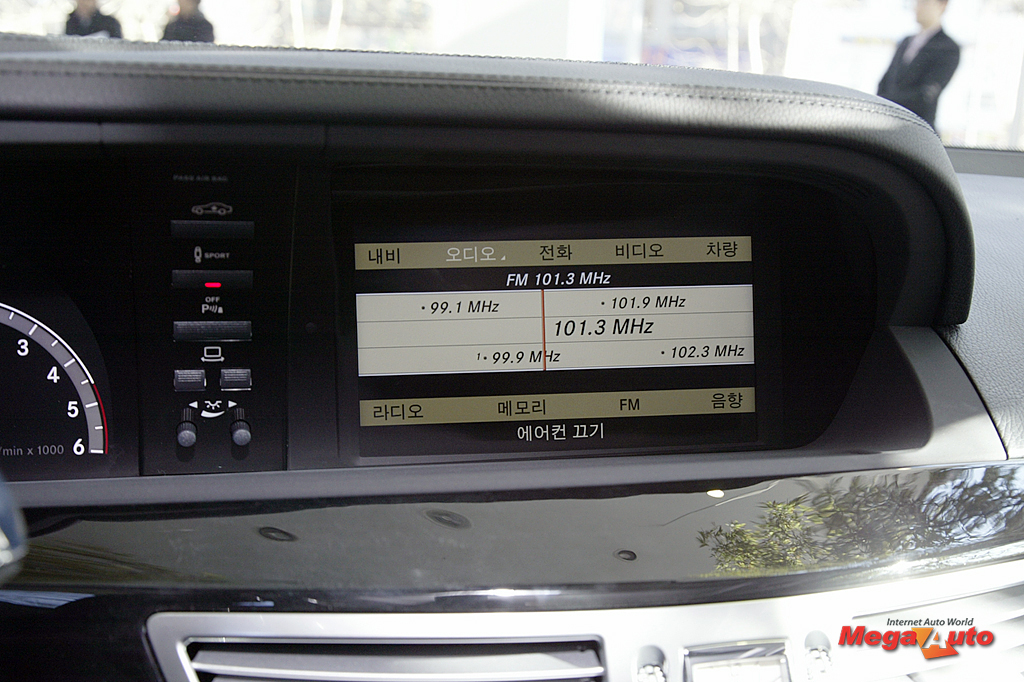 PASS AIR BAG
SPORT
OFF
내비 오디오 전화 비디오 차량
FM 101.3 MHz
99.1 MHz 101.9 MHz
101.3 MHz
1 99.9 MHz 102.3 MHz
라디오 메모리 FM 음향
에어컨 끄기
3
4
5
6
/min x 1000
Internet Auto World
MegaAuto